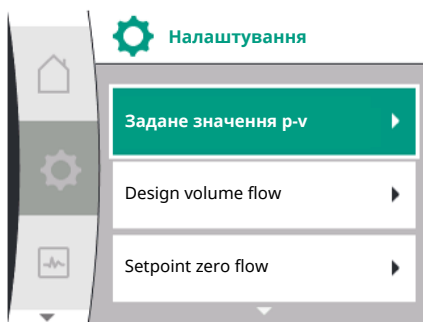 Налаштування
Задане значення p-v
Design volume flow
Setpoint zero flow